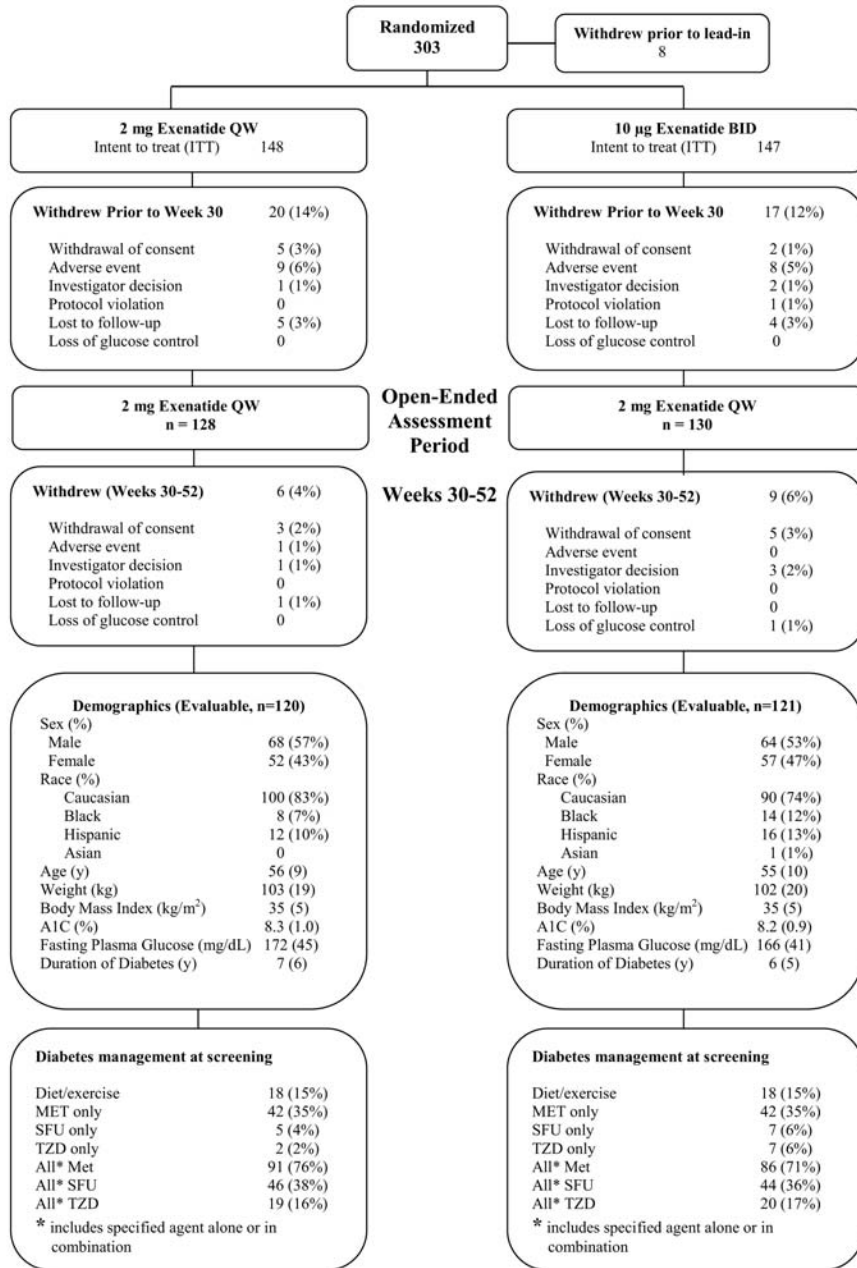 Randomized
303
Withdrew prior to lead-in
8
2 mg Exenatide QW
Intent to treat (ITT) 148
10 µg Exenatide BID
Intent to treat (ITT) 147
Withdrew Prior to Week 30 20 (14%)
Withdrawal of consent 5 (3%)
Adverse event 9 (6%)
Investigator decision 1 (1%)
Protocol violation 0
Lost to follow-up 5 (3%)
Loss of glucose control 0
Withdrew Prior to Week 30 17 (12%)
Withdrawal of consent 2 (1%)
Adverse event 8 (5%)
Investigator decision 2 (1%)
Protocol violation 1 (1%)
Lost to follow-up 4 (3%)
Loss of glucose control 0
2 mg Exenatide QW
n = 128
Open-Ended
Assessment
Period
Weeks 30-52
2 mg Exenatide QW
n = 130
Withdrew (Weeks 30-52) 6 (4%)
Withdrawal of consent 3 (2%)
Adverse event 1 (1%)
Investigator decision 1 (1%)
Protocol violation 0
Lost to follow-up 1 (1%)
Loss of glucose control 0
Withdrew (Weeks 30-52) 9 (6%)
Withdrawal of consent 5 (3%)
Adverse event 0
Investigator decision 3 (2%)
Protocol violation 0
Lost to follow-up 0
Loss of glucose control 1 (1%)
Demographics (Evaluable, n=120)
Sex (%)
Male 68 (57%)
Female 52 (43%)
Race (%)
Caucasian 100 (83%)
Black 8 (7%)
Hispanic 12 (10%)
Asian 0
Age (y) 56 (9)
Weight (kg) 103 (19)
Body Mass Index (kg/m²) 35 (5)
A1C (%) 8.3 (1.0)
Fasting Plasma Glucose (mg/dL) 172 (45)
Duration of Diabetes (y) 7 (6)
Demographics (Evaluable, n=121)
Sex (%)
Male 64 (53%)
Female 57 (47%)
Race (%)
Caucasian 90 (74%)
Black 14 (12%)
Hispanic 16 (13%)
Asian 1 (1%)
Age (y) 55 (10)
Weight (kg) 102 (20)
Body Mass Index (kg/m²) 35 (5)
A1C (%) 8.2 (0.9)
Fasting Plasma Glucose (mg/dL) 166 (41)
Duration of Diabetes (y) 6 (5)
Diabetes management at screening
Diet/exercise 18 (15%)
MET only 42 (35%)
SFU only 5 (4%)
TZD only 2 (2%)
All* Met 91 (76%)
All* SFU 46 (38%)
All* TZD 19 (16%)
* includes specified agent alone or in
combination
Diabetes management at screening
Diet/exercise 18 (15%)
MET only 42 (35%)
SFU only 7 (6%)
TZD only 7 (6%)
All* Met 86 (71%)
All* SFU 44 (36%)
All* TZD 20 (17%)
* includes specified agent alone or in
combination